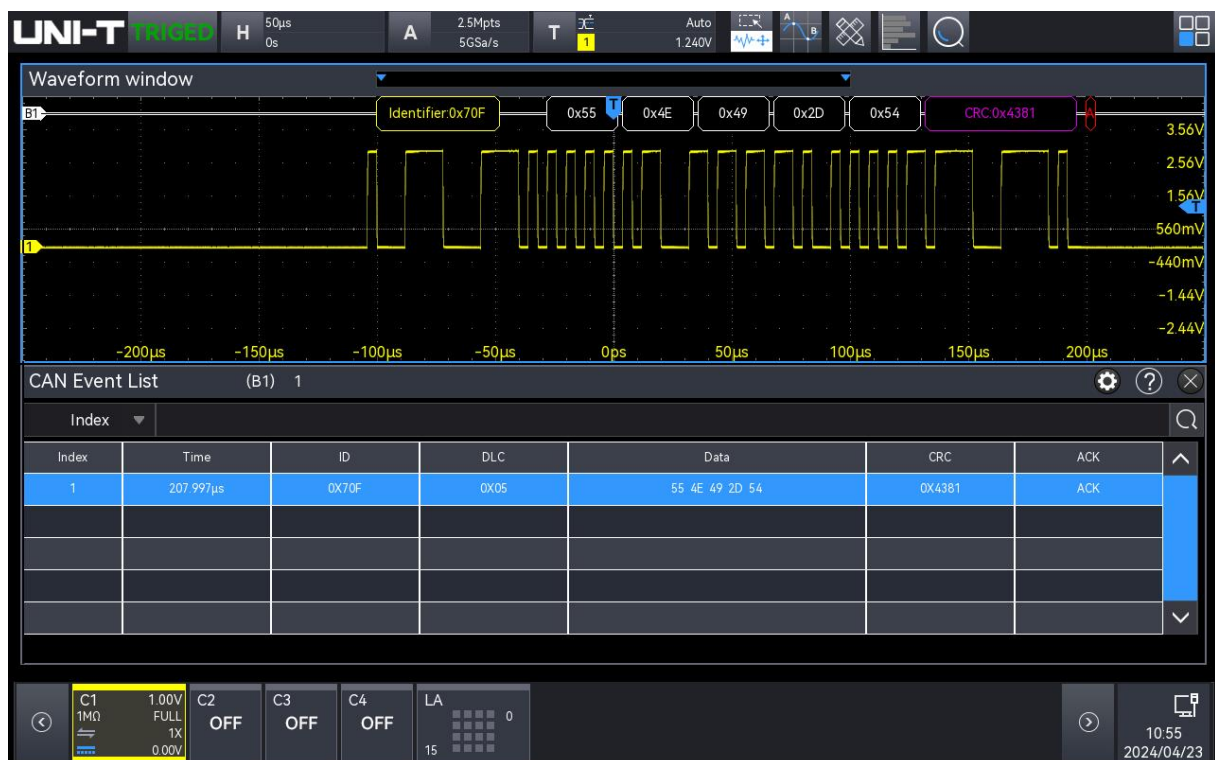 UNI-T TRIGED H 50μs 0s A 2.5Mpts 5GSa/s T 1 Auto 1.240V A B
Waveform window
B1 Identifier:0x70F 0x55 T 0x4E 0x49 0x2D 0x54 CRC:0x4381 A
3.56V
2.56V
1.56V
T
1 560mV
-440mV
-1.44V
-2.44V
-200μs -150μs -100μs -50μs 0ps 50μs 100μs 150μs 200μs
CAN Event List (B1) 1 ?
Index
Index Time ID DLC Data CRC ACK
1 207.997μs 0X70F 0X05 55 4E 49 2D 54 0X4381 ACK
C1 1.00V C2 C3 C4 LA
1MΩ FULL OFF OFF OFF 0
1X 10:55
0.00V 15 2024/04/23